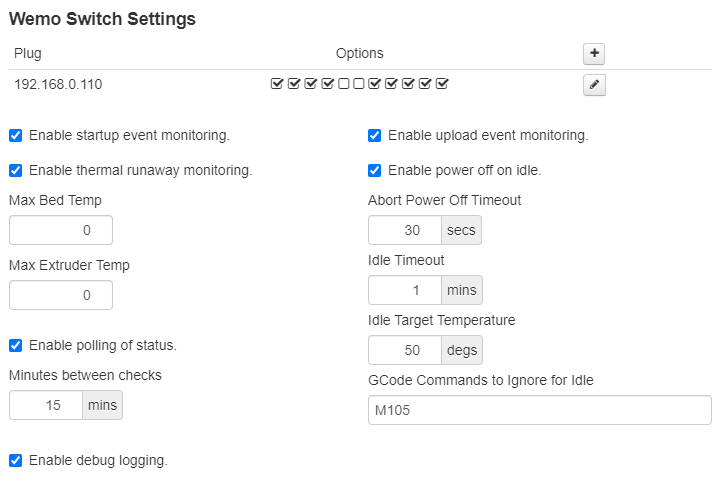 Wemo Switch Settings
Plug Options
192.168.0.110
Enable startup event monitoring.
Enable upload event monitoring.
Enable thermal runaway monitoring.
Enable power off on idle.
Max Bed Temp
0
Abort Power Off Timeout
30 secs
Max Extruder Temp
0
Idle Timeout
1 mins
Idle Target Temperature
50 degs
Enable polling of status.
Minutes between checks
15 mins
GCode Commands to Ignore for Idle
M105
Enable debug logging.